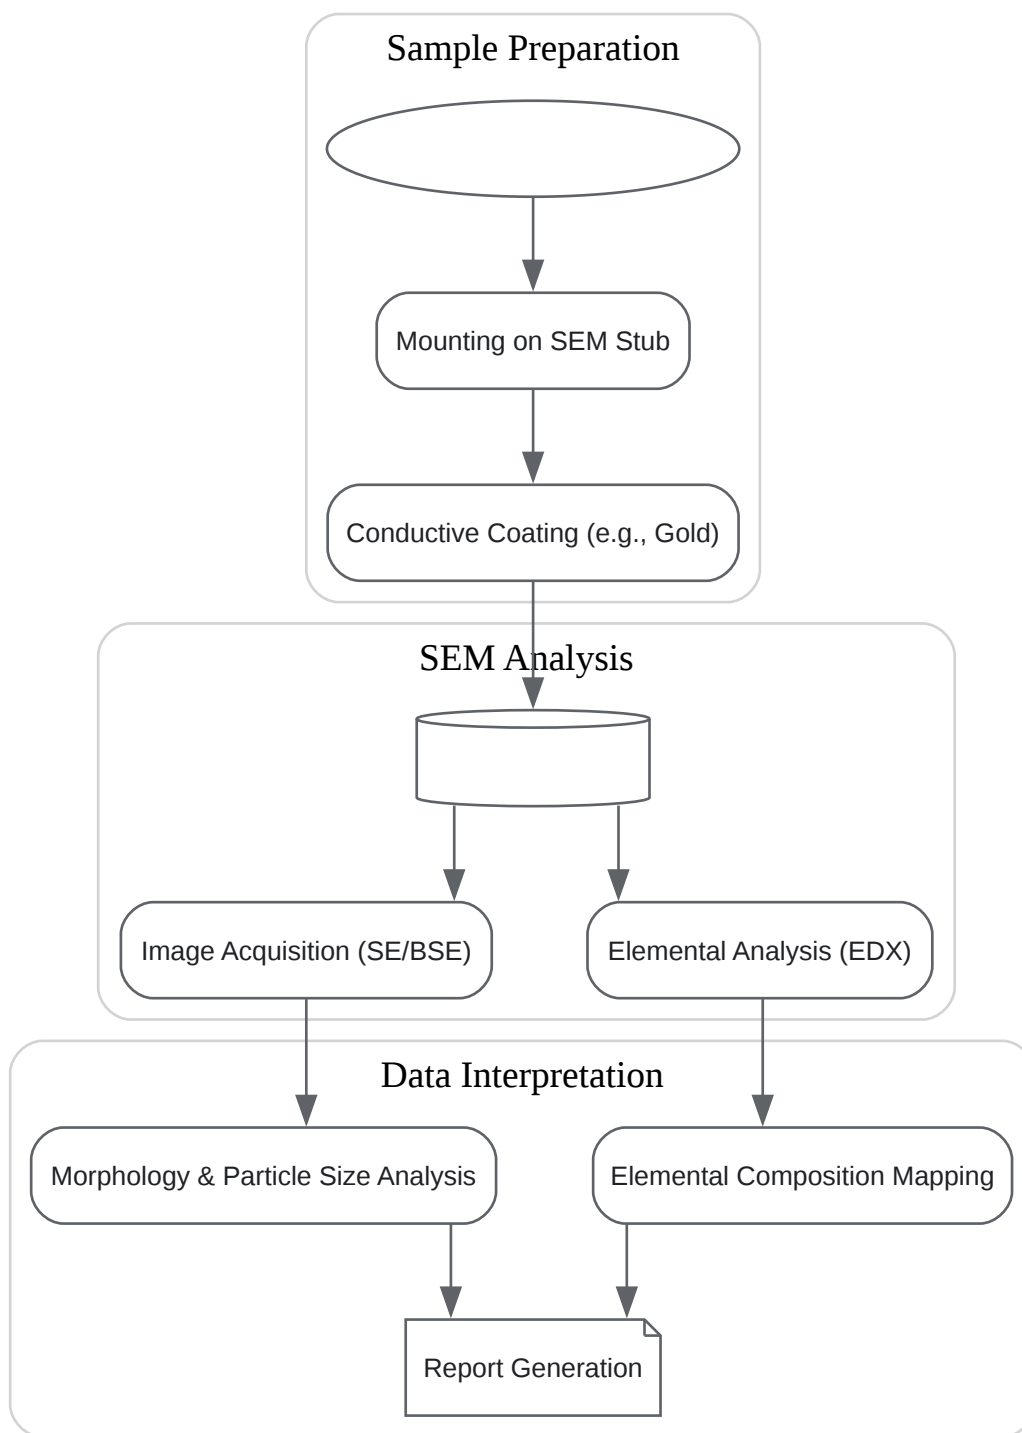 Sample Preparation
Mounting on SEM Stub
Conductive Coating (e.g., Gold)
SEM Analysis
Image Acquisition (SE/BSE)
Elemental Analysis (EDX)
Data Interpretation
Morphology & Particle Size Analysis
Elemental Composition Mapping
Report Generation